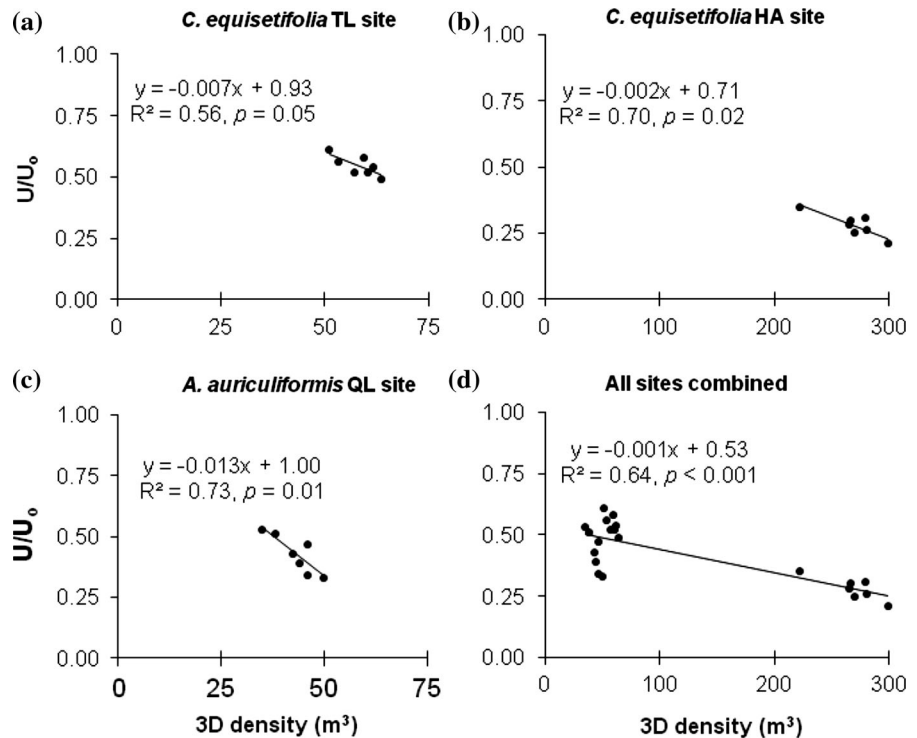 (a)
C. equisetifolia TL site
1.00
y = -0.007x + 0.93
R² = 0.56, p = 0.05
0.75
U/Uo
0.50
0.25
0.00
0 25 50 75
(b)
C. equisetifolia HA site
1.00
y = -0.002x + 0.71
R² = 0.70, p = 0.02
0.75
0.50
0.25
0.00
0 100 200 300
(c)
A. auriculiformis QL site
1.00
y = -0.013x + 1.00
R² = 0.73, p = 0.01
0.75
U/Uo
0.50
0.25
0.00
0 25 50 75
3D density (m³)
(d)
All sites combined
1.00
y = -0.001x + 0.53
R² = 0.64, p < 0.001
0.75
0.50
0.25
0.00
0 100 200 300
3D density (m³)